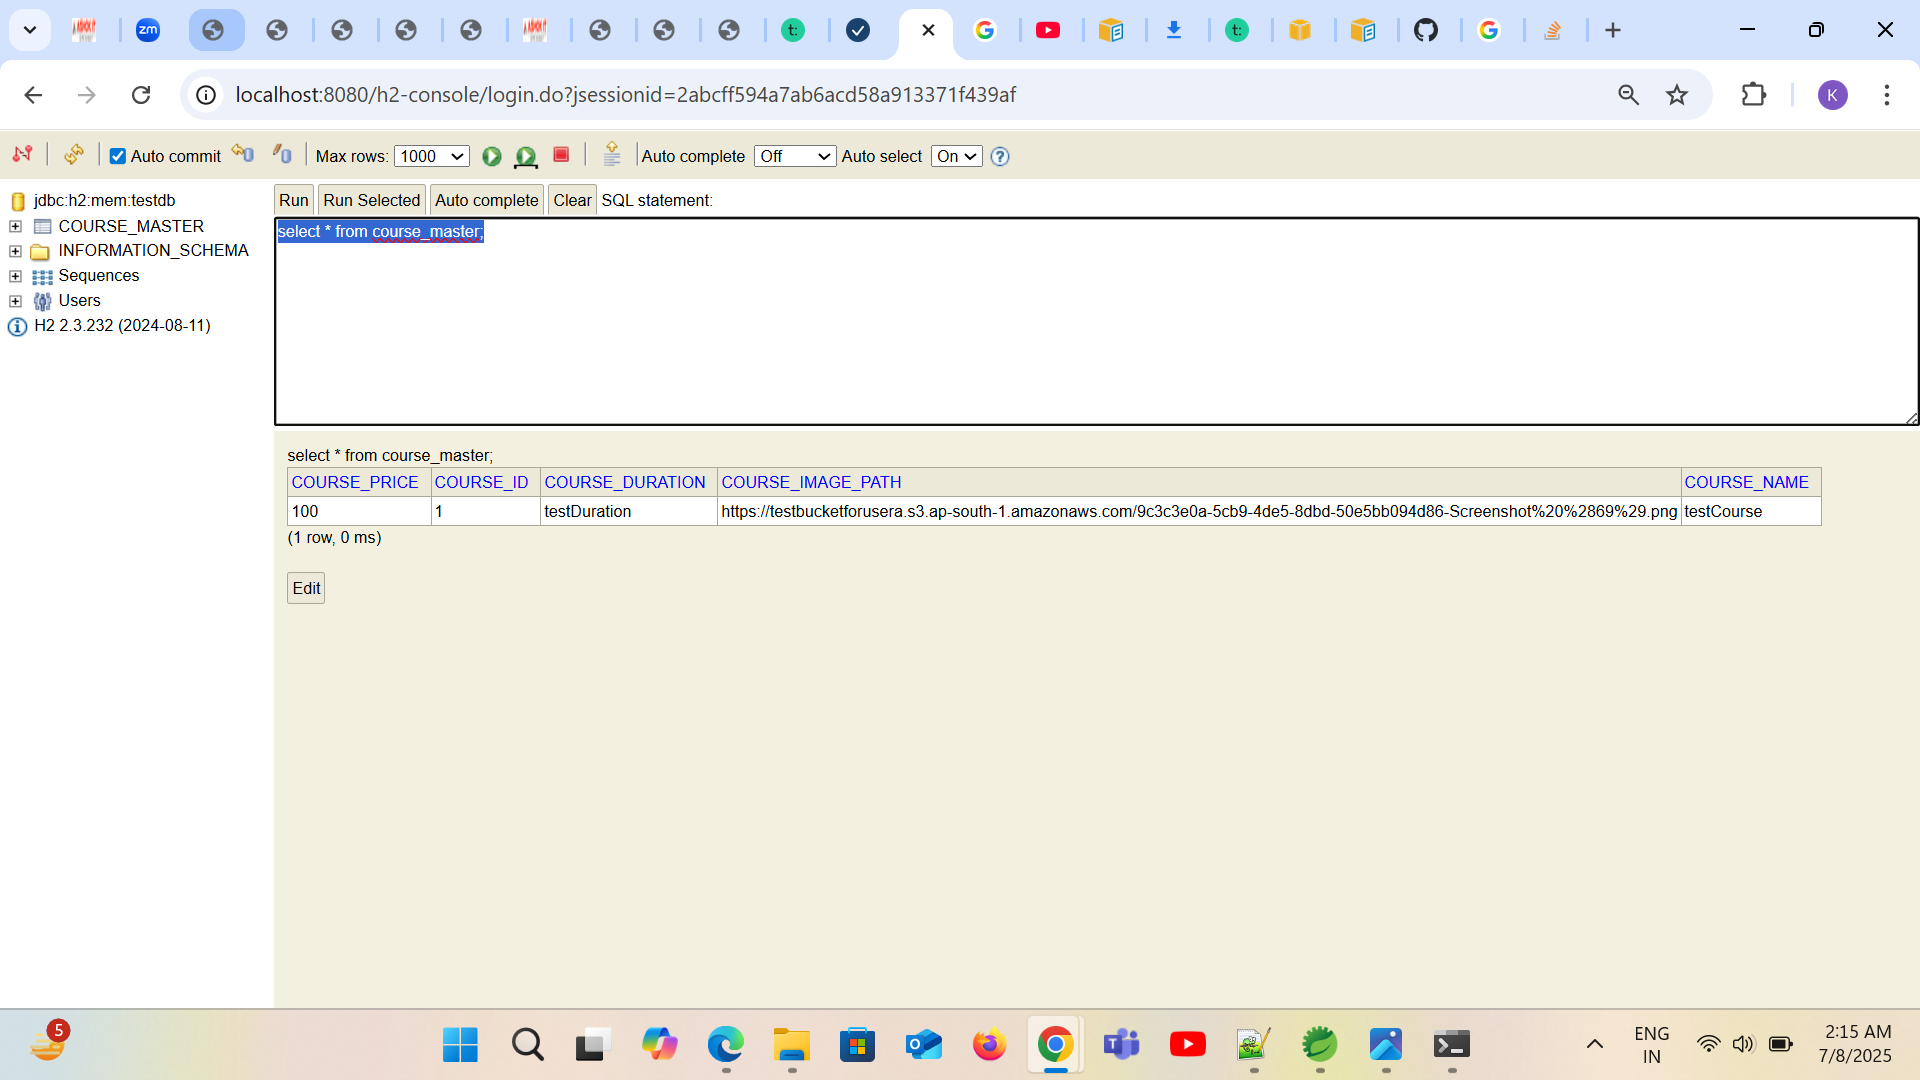 zm
t:
t:
localhost:8080/h2-console/login.do?jsessionid=2abcff594a7ab6acd58a913371f439af
K
Auto commit
Max rows: 1000
Auto complete Off
Auto select On
jdbc:h2:mem:testdb
COURSE_MASTER
INFORMATION_SCHEMA
Sequences
Users
H2 2.3.232 (2024-08-11)
Run Run Selected Auto complete Clear SQL statement:
select * from course_master;
select * from course_master;
COURSE_PRICE COURSE_ID COURSE_DURATION COURSE_IMAGE_PATH COURSE_NAME
100 1 testDuration https://testbucketforusera.s3.ap-south-1.amazonaws.com/9c3c3e0a-5cb9-4de5-8dbd-50e5bb094d86-Screenshot%20%2869%29.png testCourse
(1 row, 0 ms)
Edit
5
ENG
IN
2:15 AM
7/8/2025